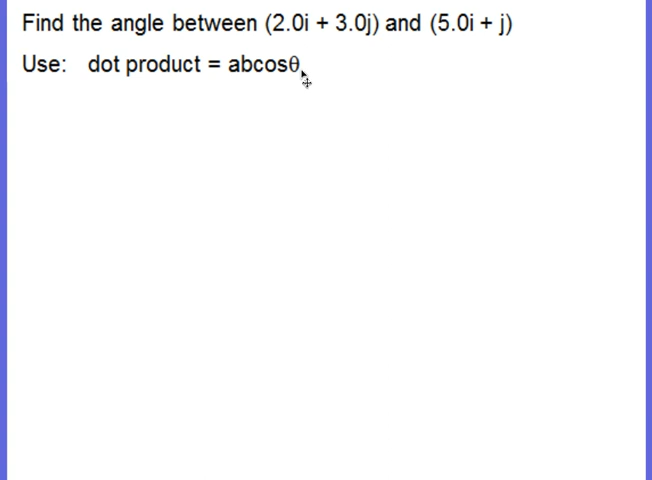 Find the angle between (2.0i + 3.0j) and (5.0i + j)
Use: dot product = abcosθ